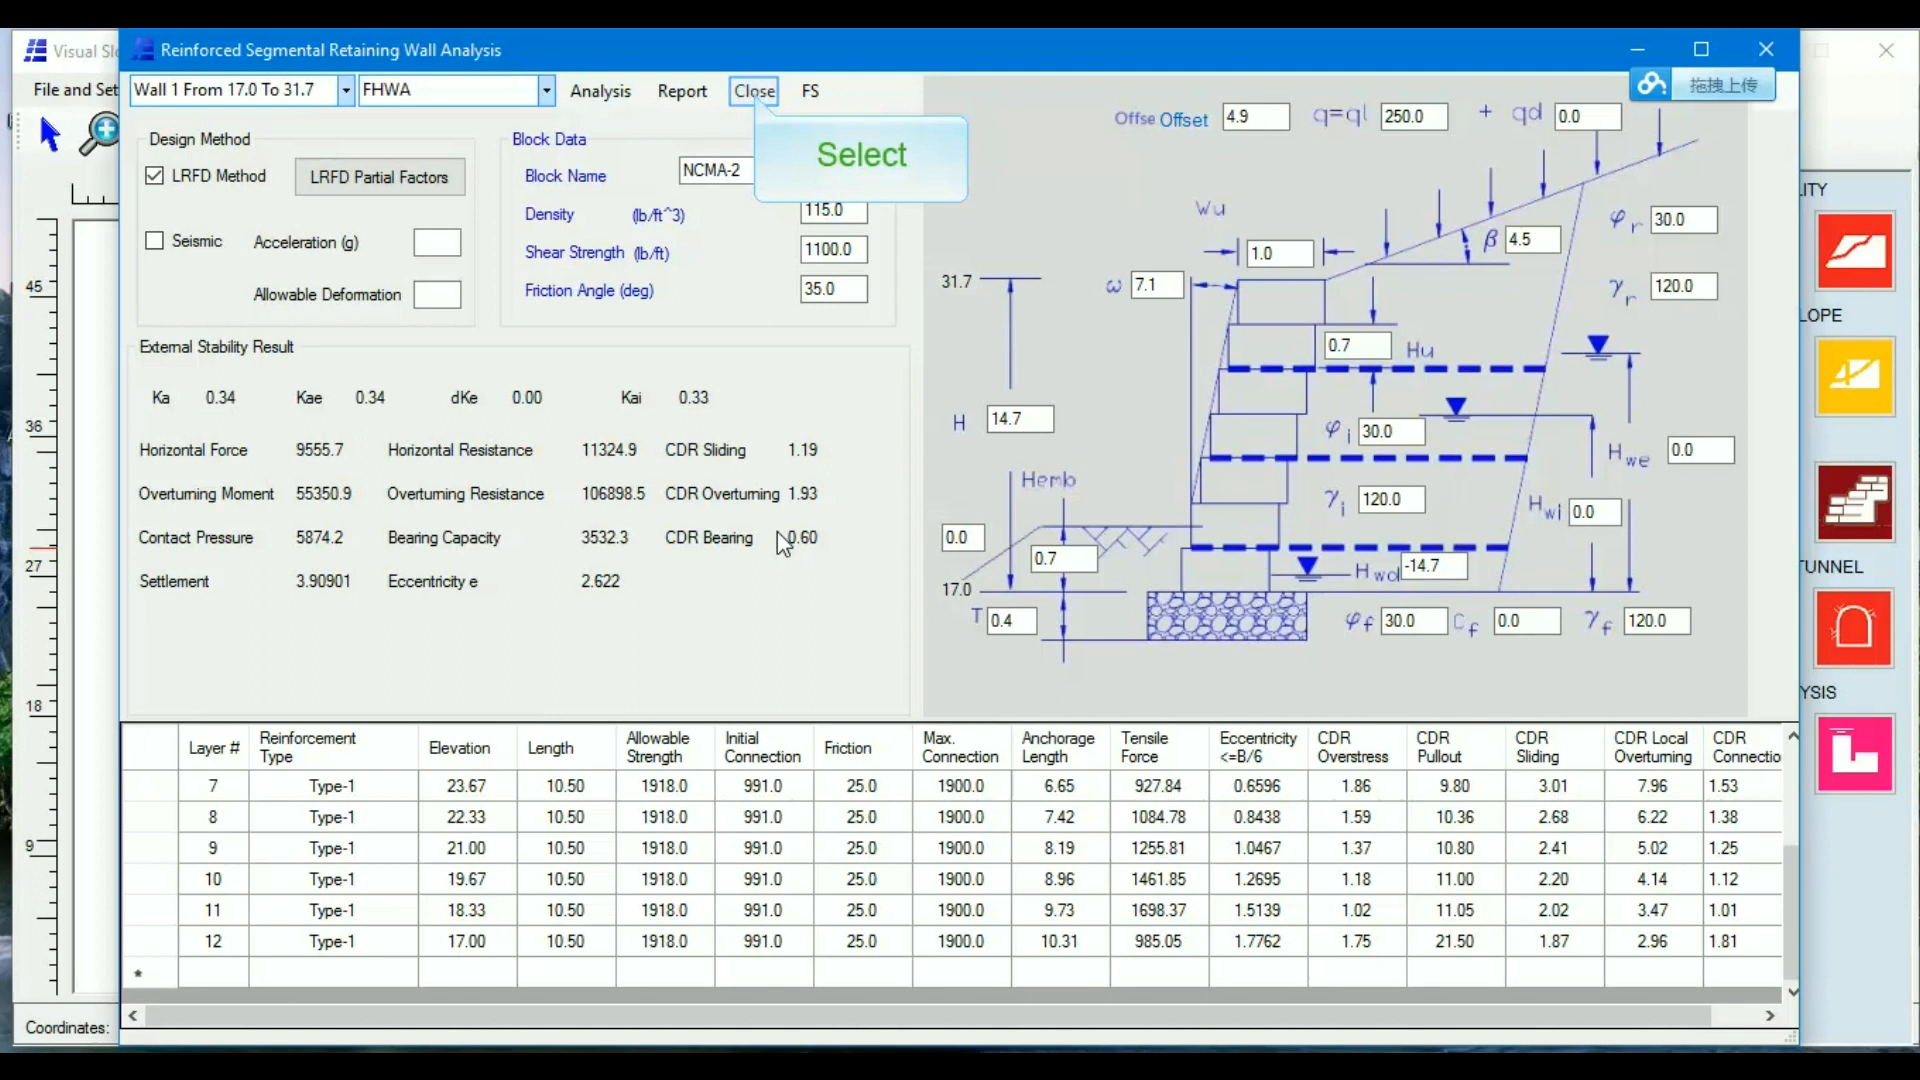 Visual Slo
Reinforced Segmental Retaining Wall Analysis
File and Set
Wall 1 From 17.0 To 31.7
FHWA
Analysis
Report
Close
FS
拖拽上传
Select
Design Method
LRFD Method
LRFD Partial Factors
Seismic
Acceleration (g)
Allowable Deformation
Block Data
Block Name
NCMA-2
Density (lb/ft^3)
115.0
Shear Strength (lb/ft)
1100.0
Friction Angle (deg)
35.0
External Stability Result
Ka 0.34 Kae 0.34 dKe 0.00 Kai 0.33
Horizontal Force 9555.7 Horizontal Resistance 11324.9 CDR Sliding 1.19
Overturning Moment 55350.9 Overturning Resistance 106898.5 CDR Overturning 1.93
Contact Pressure 5874.2 Bearing Capacity 3532.3 CDR Bearing 0.60
Settlement 3.90901 Eccentricity e 2.622
Offse Offset 4.9 q=ql 250.0 + qd 0.0
Wu
1.0
β 4.5
φr 30.0
31.7
ω 7.1
γr 120.0
0.7 Hu
H 14.7
φi 30.0
Hwe 0.0
Hemb
γi 120.0
Hwi 0.0
0.0
0.7
Hwd -14.7
17.0
T 0.4
φf 30.0 Cf 0.0 γf 120.0
Layer # Reinforcement Type Elevation Length Allowable Strength Initial Connection Friction Max. Connection Anchorage Length Tensile Force Eccentricity <=B/6 CDR Overstress CDR Pullout CDR Sliding CDR Local Overturning CDR Connectio
7 Type-1 23.67 10.50 1918.0 991.0 25.0 1900.0 6.65 927.84 0.6596 1.86 9.80 3.01 7.96 1.53
8 Type-1 22.33 10.50 1918.0 991.0 25.0 1900.0 7.42 1084.78 0.8438 1.59 10.36 2.68 6.22 1.38
9 Type-1 21.00 10.50 1918.0 991.0 25.0 1900.0 8.19 1255.81 1.0467 1.37 10.80 2.41 5.02 1.25
10 Type-1 19.67 10.50 1918.0 991.0 25.0 1900.0 8.96 1461.85 1.2695 1.18 11.00 2.20 4.14 1.12
11 Type-1 18.33 10.50 1918.0 991.0 25.0 1900.0 9.73 1698.37 1.5139 1.02 11.05 2.02 3.47 1.01
12 Type-1 17.00 10.50 1918.0 991.0 25.0 1900.0 10.31 985.05 1.7762 1.75 21.50 1.87 2.96 1.81
*
45
36
27
18
9
Coordinates:
ITY
LOPE
TUNNEL
YSIS